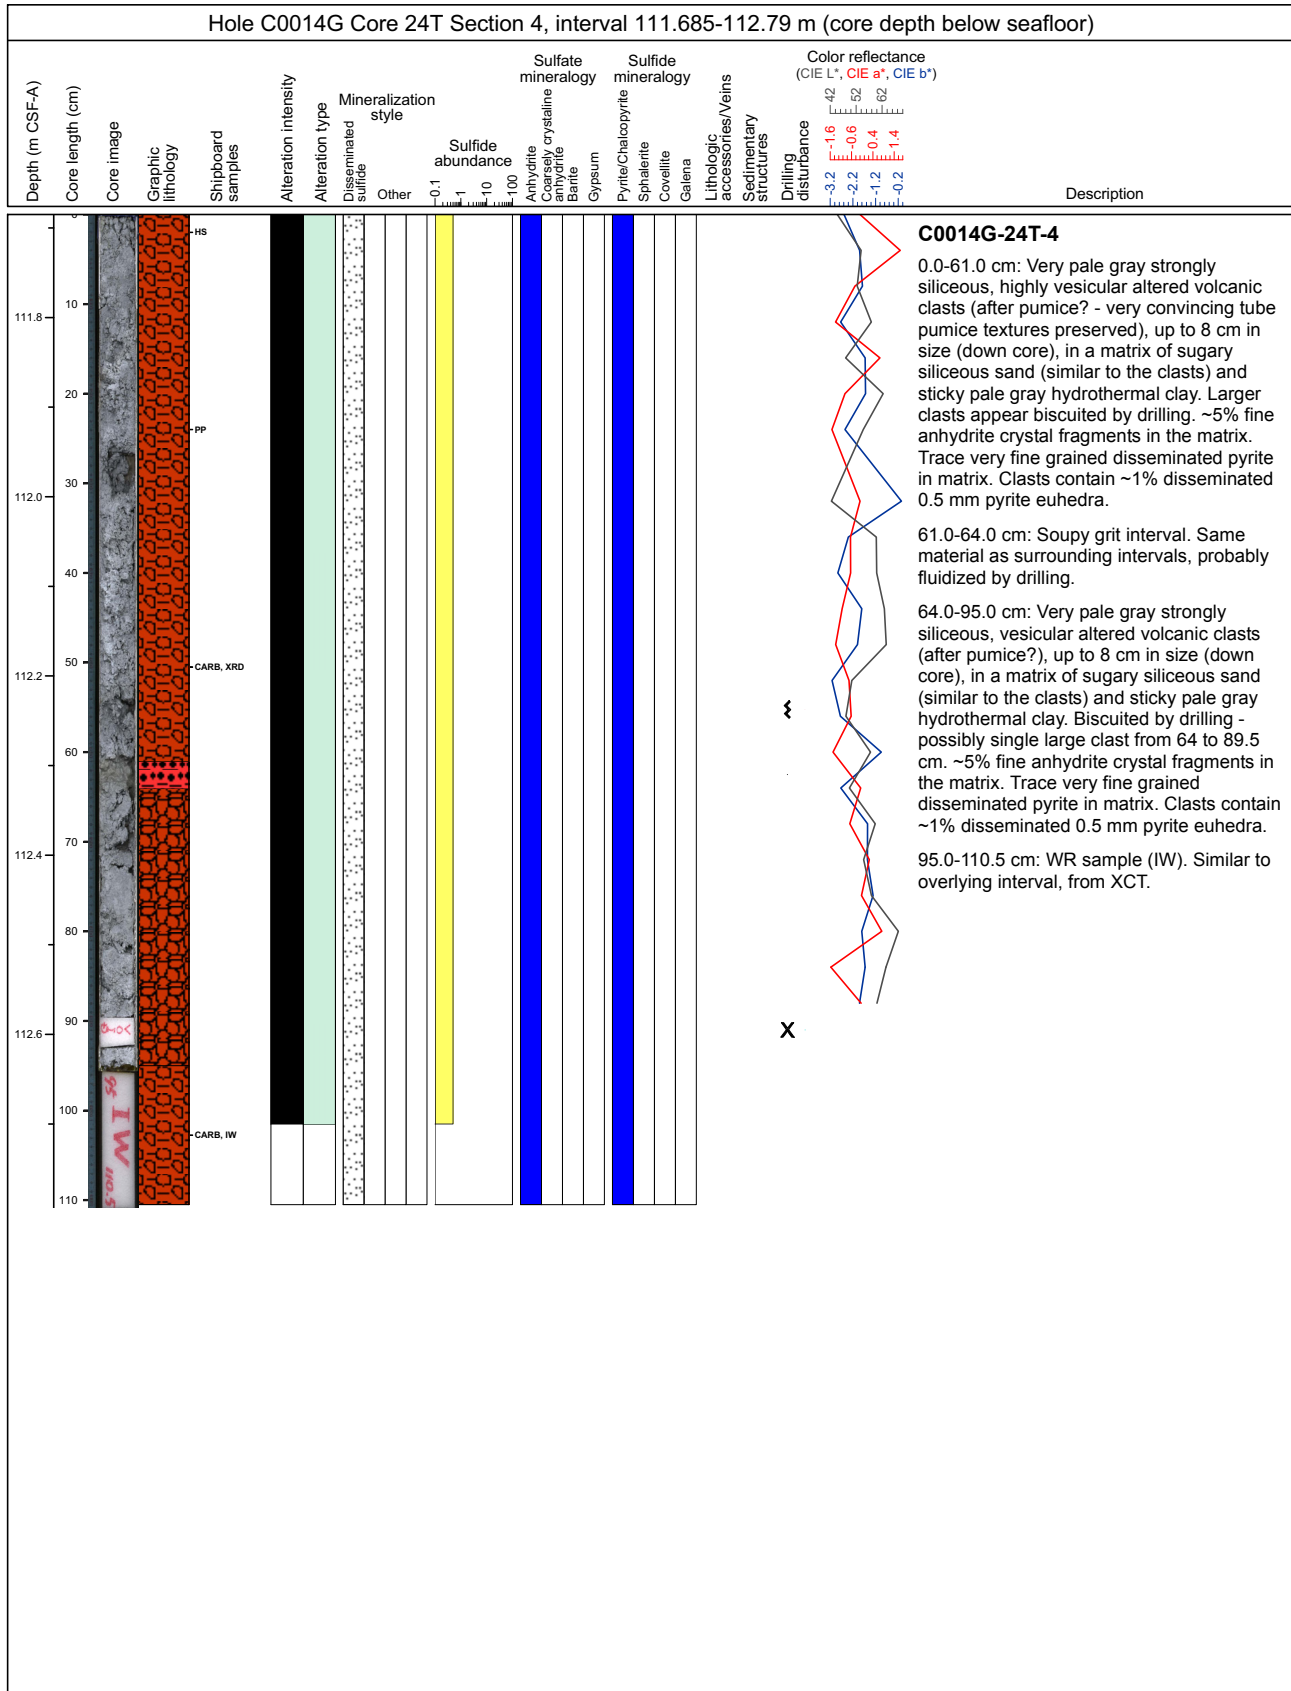 Hole C0014G Core 24T Section 4, interval 111.685-112.79 m (core depth below seafloor)
Depth (m CSF-A)
Core length (cm)
Core image
Graphic
lithology
Shipboard
samples
Alteration intensity
Alteration type
Mineralization
style
Disseminated
sulfide
Other
Sulfide
abundance
0.1
1
10
100
Sulfate
mineralogy
Anhydrite
Coarsely crystaline
anhydrite
Barite
Gypsum
Sulfide
mineralogy
Pyrite/Chalcopyrite
Sphalerite
Covellite
Galena
Lithologic
accessories/Veins
Sedimentary
structures
Drilling
disturbance
Color reflectance
(CIE L*, CIE a*, CIE b*)
42 52 62
-1.6 -0.6 0.4 1.4
-3.2 -2.2 -1.2 -0.2
Description
0
HS
10
111.8
20
PP
30
112.0
40
50
CARB, XRD
112.2
60
70
112.4
80
90
112.6
100
CARB, IW
110
95
IW
110.5
C0014G-24T-4
0.0-61.0 cm: Very pale gray strongly
siliceous, highly vesicular altered volcanic
clasts (after pumice? - very convincing tube
pumice textures preserved), up to 8 cm in
size (down core), in a matrix of sugary
siliceous sand (similar to the clasts) and
sticky pale gray hydrothermal clay. Larger
clasts appear biscuited by drilling. ~5% fine
anhydrite crystal fragments in the matrix.
Trace very fine grained disseminated pyrite
in matrix. Clasts contain ~1% disseminated
0.5 mm pyrite euhedra.
61.0-64.0 cm: Soupy grit interval. Same
material as surrounding intervals, probably
fluidized by drilling.
64.0-95.0 cm: Very pale gray strongly
siliceous, vesicular altered volcanic clasts
(after pumice?), up to 8 cm in size (down
core), in a matrix of sugary siliceous sand
(similar to the clasts) and sticky pale gray
hydrothermal clay. Biscuited by drilling -
possibly single large clast from 64 to 89.5
cm. ~5% fine anhydrite crystal fragments in
the matrix. Trace very fine grained
disseminated pyrite in matrix. Clasts contain
~1% disseminated 0.5 mm pyrite euhedra.
95.0-110.5 cm: WR sample (IW). Similar to
overlying interval, from XCT.